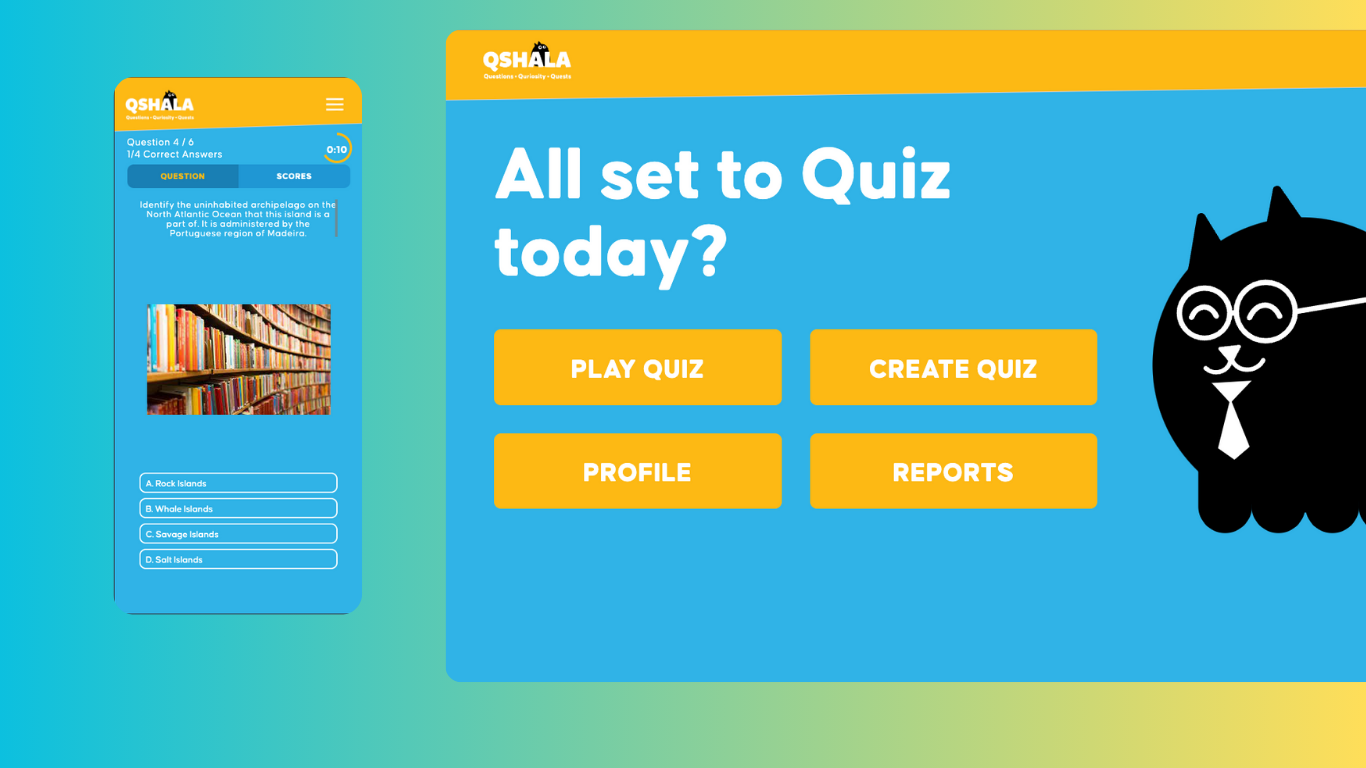 QSHALA
Questions • Quriosity • Quests
Question 4 / 6
1/4 Correct Answers
0:10
QUESTION
SCORES
Identify the uninhabited archipelago on the
North Atlantic Ocean that this island is a
part of. It is administered by the
Portuguese region of Madeira.
A. Rock Islands
B. Whale Islands
C. Savage Islands
D. Salt Islands
QSHALA
Questions • Quriosity • Quests
All set to Quiz
today?
PLAY QUIZ
CREATE QUIZ
PROFILE
REPORTS